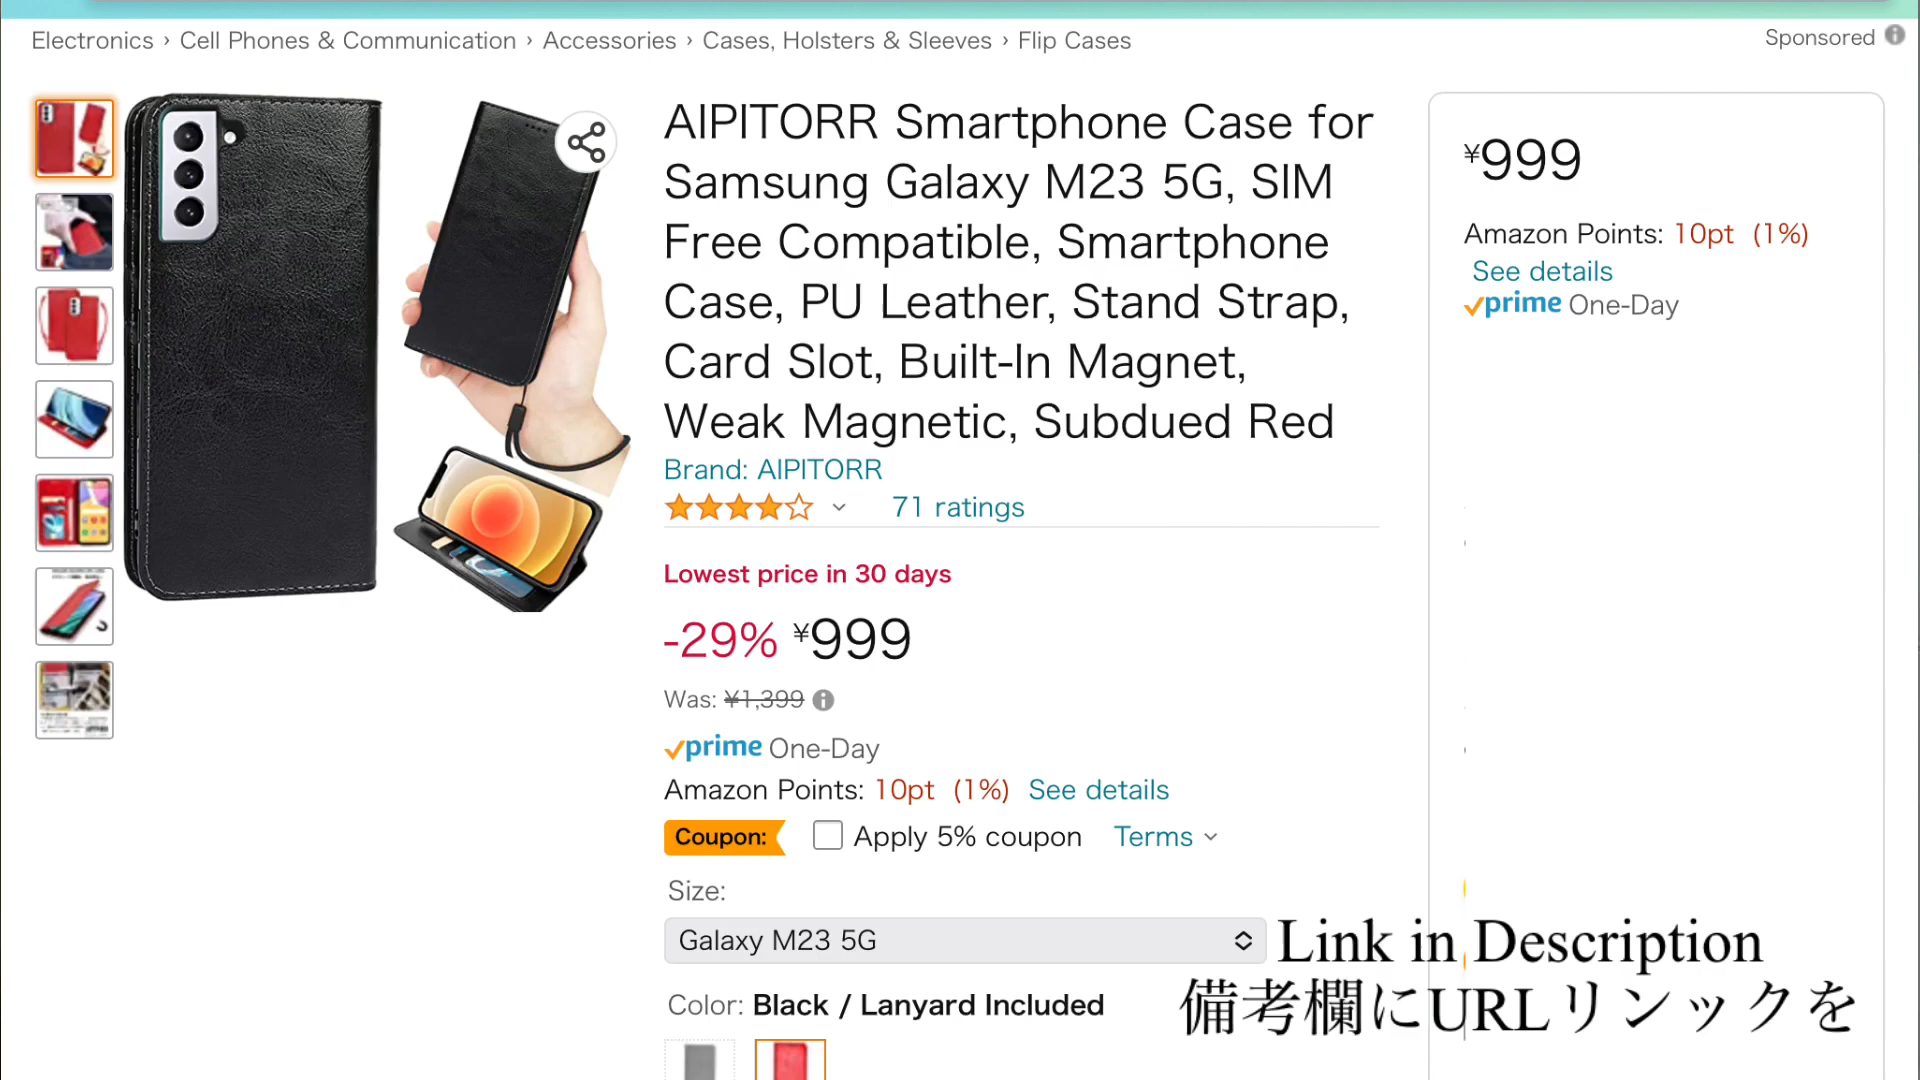 Electronics › Cell Phones & Communication › Accessories › Cases, Holsters & Sleeves › Flip Cases
Sponsored
AIPITORR Smartphone Case for
Samsung Galaxy M23 5G, SIM
Free Compatible, Smartphone
Case, PU Leather, Stand Strap,
Card Slot, Built-In Magnet,
Weak Magnetic, Subdued Red
Brand: AIPITORR
71 ratings
Lowest price in 30 days
-29% ¥999
Was: ¥1,399
prime One-Day
Amazon Points: 10pt (1%) See details
Coupon: Apply 5% coupon Terms
Size:
Galaxy M23 5G
Color: Black / Lanyard Included
¥999
Amazon Points: 10pt (1%)
See details
prime One-Day
Link in Description
備考欄にURLリンックを